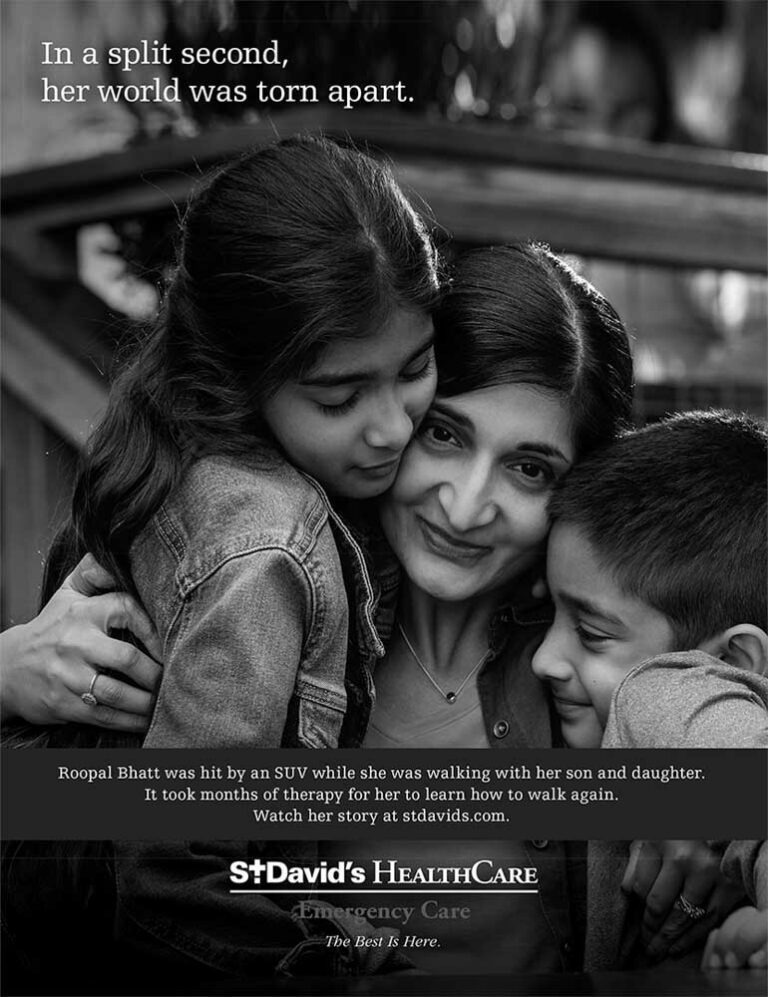 In a split second,
her world was torn apart.
Roopal Bhatt was hit by an SUV while she was walking with her son and daughter.
It took months of therapy for her to learn how to walk again.
Watch her story at stdavids.com.
StDavid's HEALTHCARE
Emergency Care
The Best Is Here.